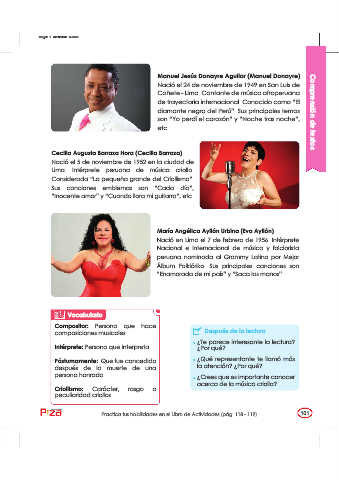 Manuel Jesús Donayre Aguilar (Manuel Donayre)
Nació el 24 de noviembre de 1949 en San Luis de
Cañete - Lima. Cantante de música afroperuana
de trayectoria internacional. Conocido como "El
diamante negro del Perú". Sus principales temas
son "Yo perdí el corazón" y "Noche tras noche",
etc.
Comprensión de textos
Cecilia Augusta Barraza Hora (Cecilia Barraza)
Nació el 5 de noviembre de 1952 en la ciudad de
Lima. Intérprete peruana de música criolla.
Considerada "La pequeña grande del Criollismo".
Sus canciones emblemas son "Cada día",
"Inocente amor" y "Cuando llora mi guitarra", etc.
María Angélica Ayllón Urbina (Eva Ayllón)
Nació en Lima el 7 de febrero de 1956. Intérprete
Nacional e Internacional de música y folclorista
peruana nominada al Grammy Latino por Mejor
Álbum Folklórico. Sus principales canciones son
"Enamorada de mi país" y "Saca las manos"
Vocabulario
Compositor: Persona que hace
composiciones musicales
Intérprete: Persona que interpreta
Póstumamente: Que fue concedido
después de la muerte de una
persona honrada
Criollismo: Carácter, rasgo o
peculiaridad criollos
Después de la lectura
- ¿Te parece interesante la lectura?
¿Por qué?
- ¿Qué representante te llamó más
la atención? ¿Por qué?
- ¿Crees que es importante conocer
acerca de la música criolla?
Practica tus habilidades en el Libro de Actividades (pág. 118 - 119)
101